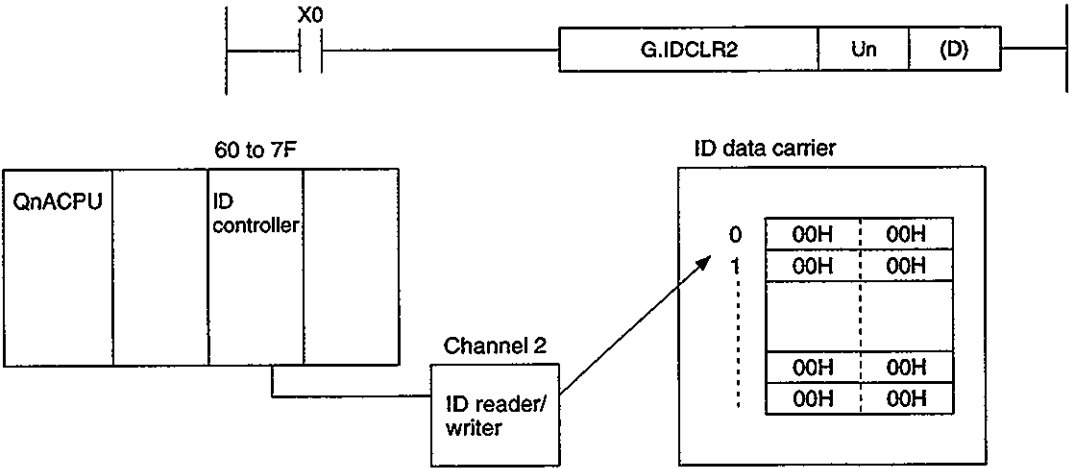 X0
G.IDCLR2 Un (D)
60 to 7F
ID data carrier
QnACPU
ID
controller
0 00H 00H
1 00H 00H
Channel 2
00H 00H
00H 00H
ID reader/
writer